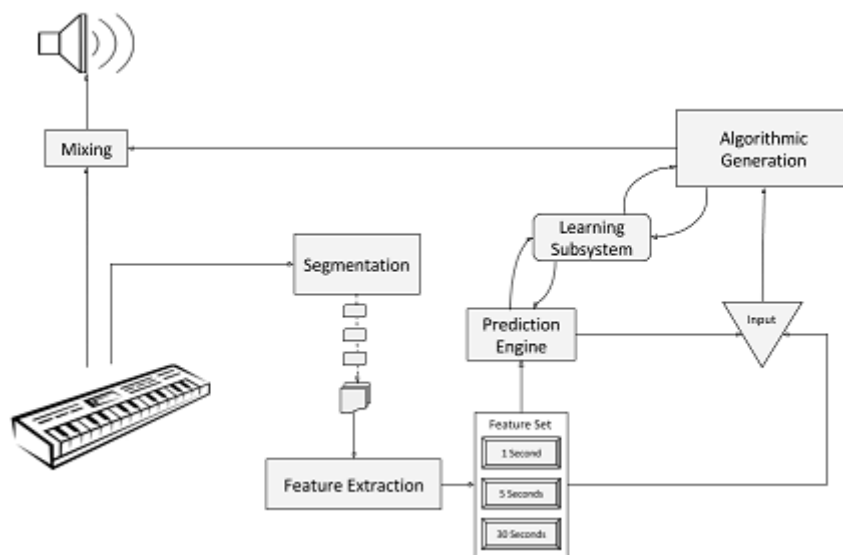 Mixing
Algorithmic
Generation
Learning
Subsystem
Segmentation
Prediction
Engine
Input
Feature Set
1 Second
5 Seconds
30 Seconds
Feature Extraction